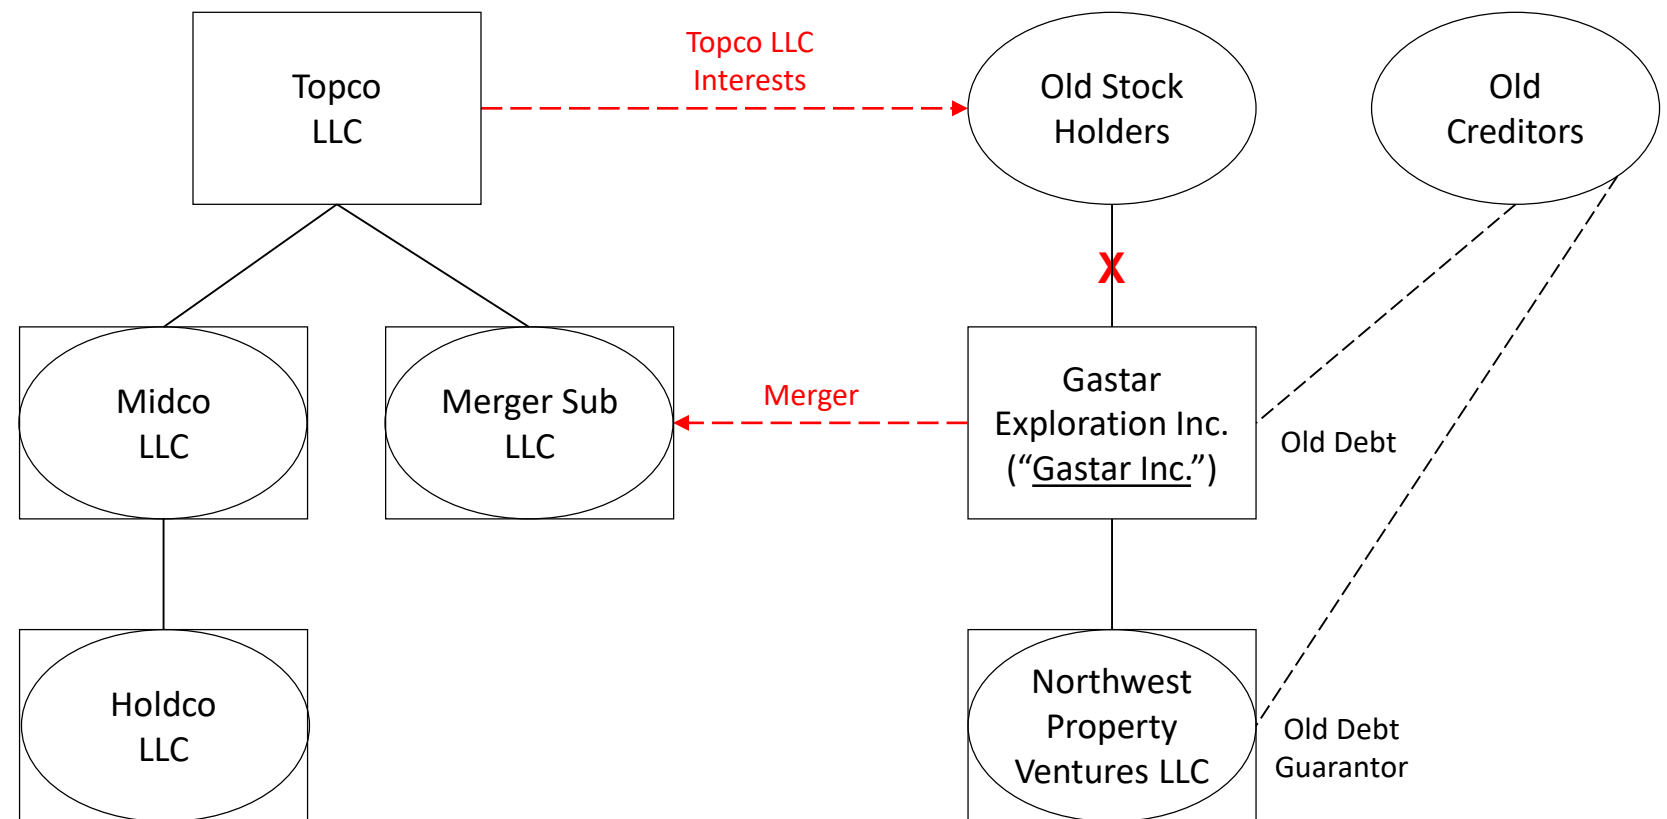 Topco
LLC
Topco LLC
Interests
Old Stock
Holders
Old
Creditors
X
Midco
LLC
Merger Sub
LLC
Merger
Gastar
Exploration Inc.
(“Gastar Inc.”)
Old Debt
Holdco
LLC
Northwest
Property
Ventures LLC
Old Debt
Guarantor